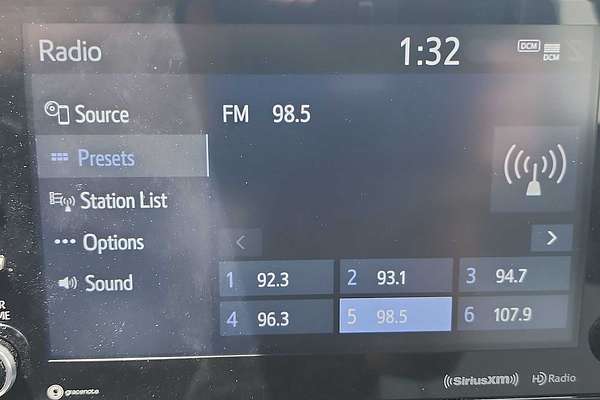 Radio 1:32 DCM DCM
Source FM 98.5
Presets
Station List
Options < >
Sound
1 92.3 2 93.1 3 94.7
4 96.3 5 98.5 6 107.9
gracenote SiriusXM HD Radio